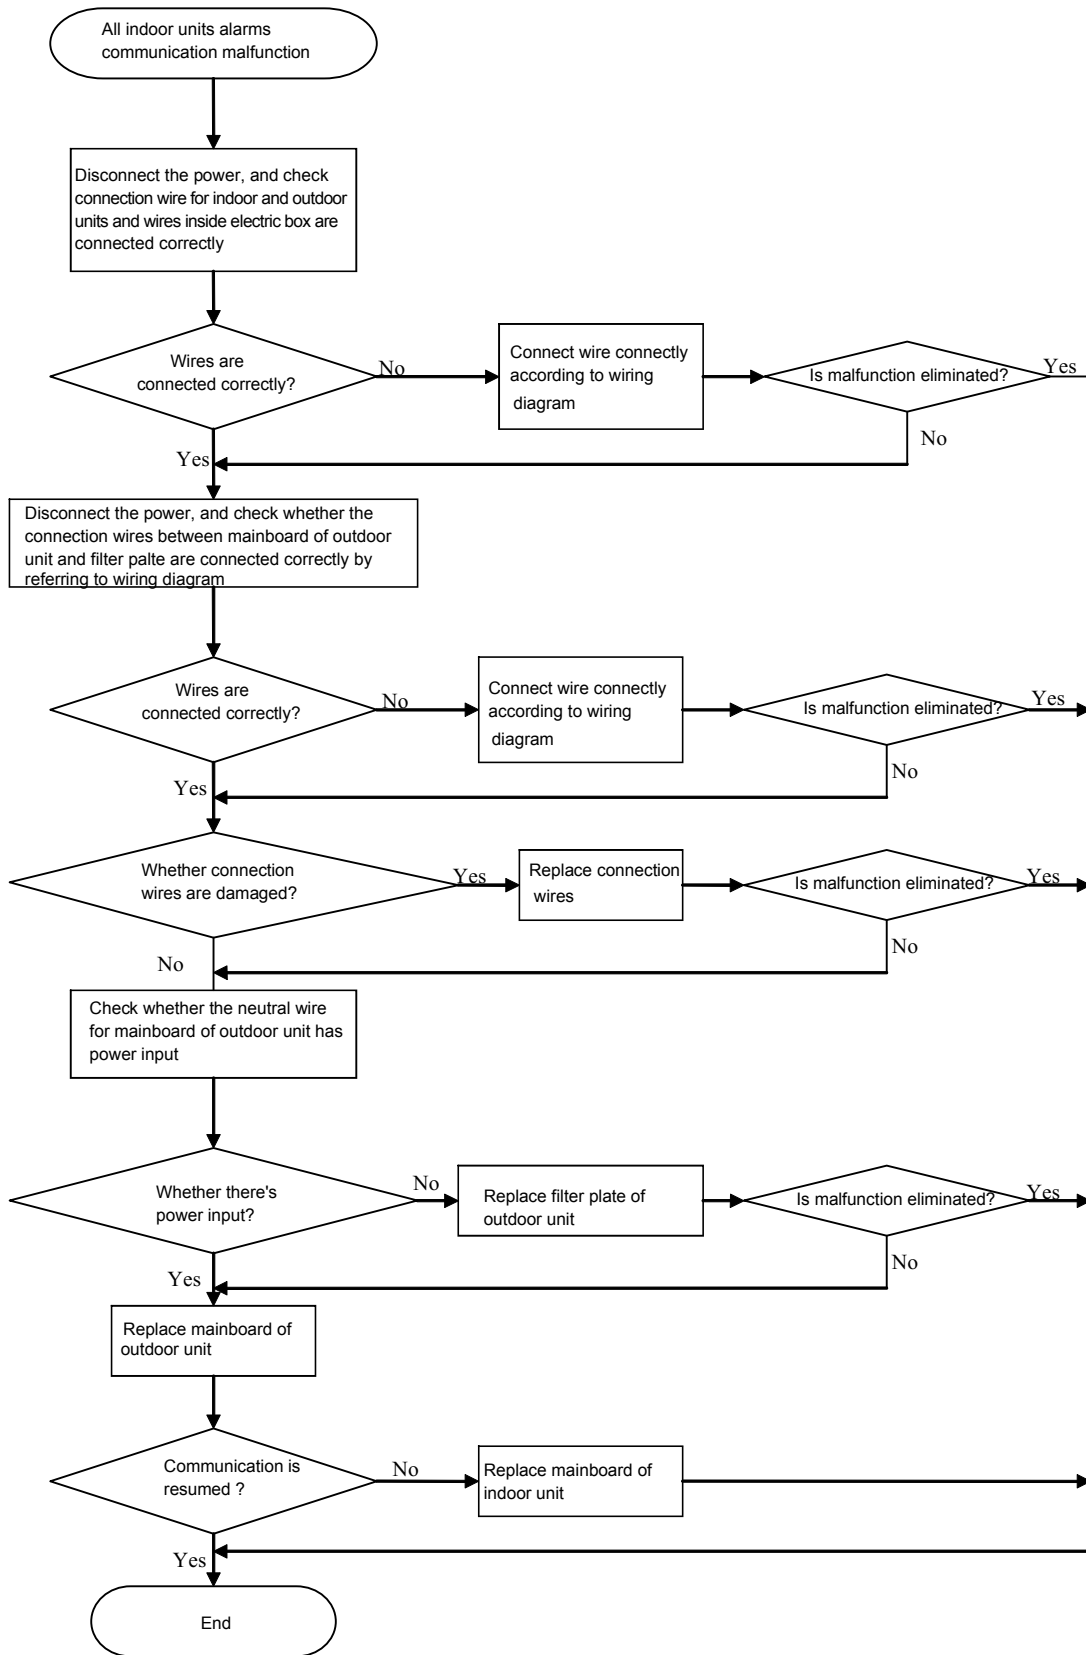 All indoor units alarms
communication malfunction
Disconnect the power, and check
connection wire for indoor and outdoor
units and wires inside electric box are
connected correctly
Wires are
connected correctly?
No
Connect wire connectly
according to wiring
diagram
Is malfunction eliminated?
Yes
No
Yes
Disconnect the power, and check whether the
connection wires between mainboard of outdoor
unit and filter palte are connected correctly by
referring to wiring diagram
Wires are
connected correctly?
No
Connect wire connectly
according to wiring
diagram
Is malfunction eliminated?
Yes
No
Yes
Whether connection
wires are damaged?
Yes
Replace connection
wires
Is malfunction eliminated?
Yes
No
No
Check whether the neutral wire
for mainboard of outdoor unit has
power input
Whether there's
power input?
No
Replace filter plate of
outdoor unit
Is malfunction eliminated?
Yes
No
Yes
Replace mainboard of
outdoor unit
Communication is
resumed ?
No
Replace mainboard of
indoor unit
Yes
End